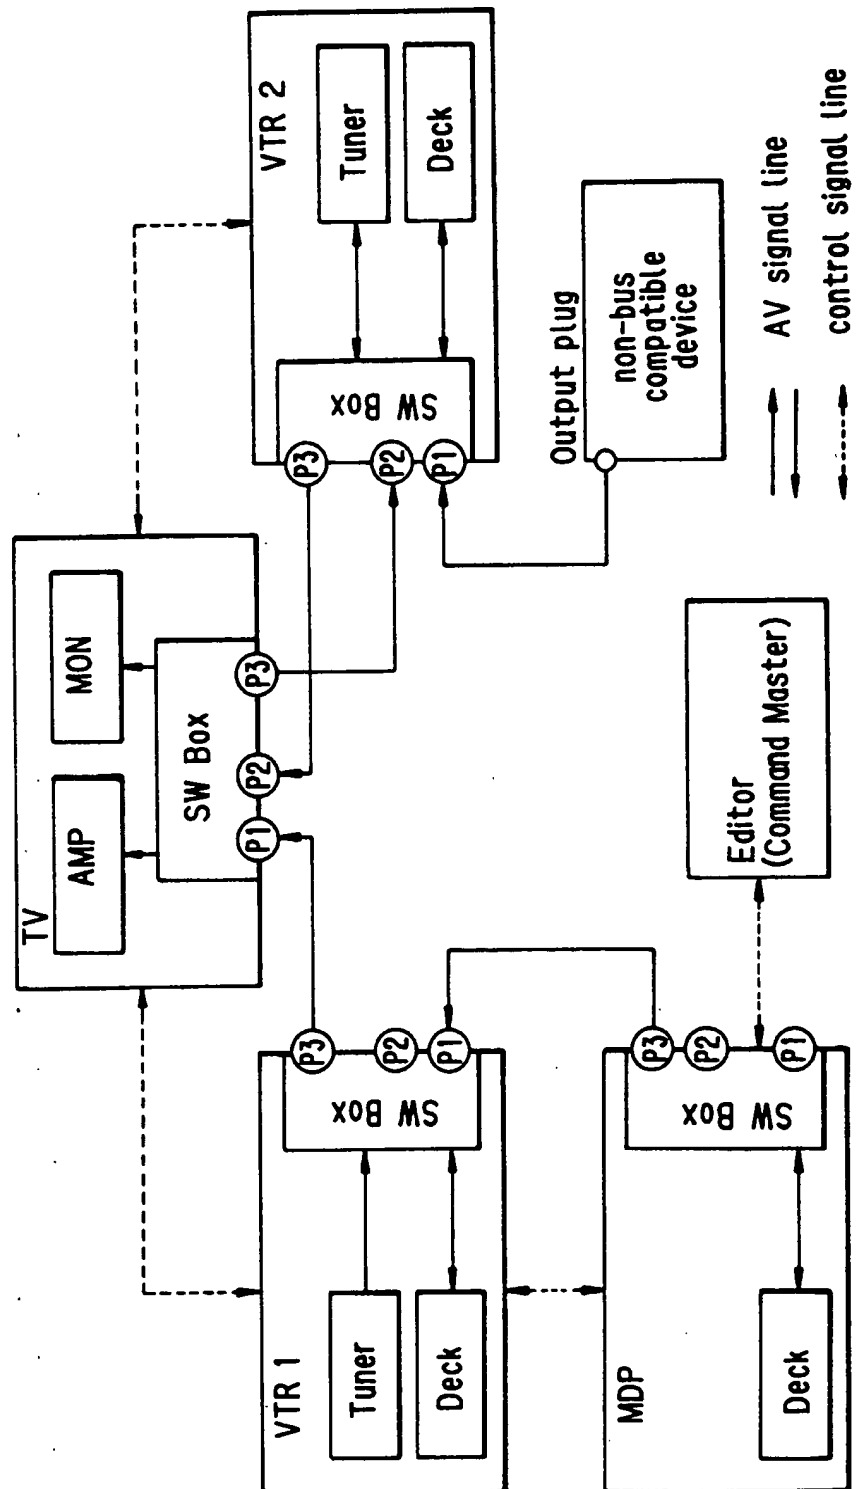 TV
AMP
MON
SW Box
P1
P2
P3
VTR 1
Tuner
Deck
SW Box
P3
P2
P1
VTR 2
Tuner
Deck
SW Box
P3
P2
P1
MDP
Deck
SW Box
P3
P2
P1
Editor
(Command Master)
Output plug
non-bus
compatible
device
AV signal line
control signal line